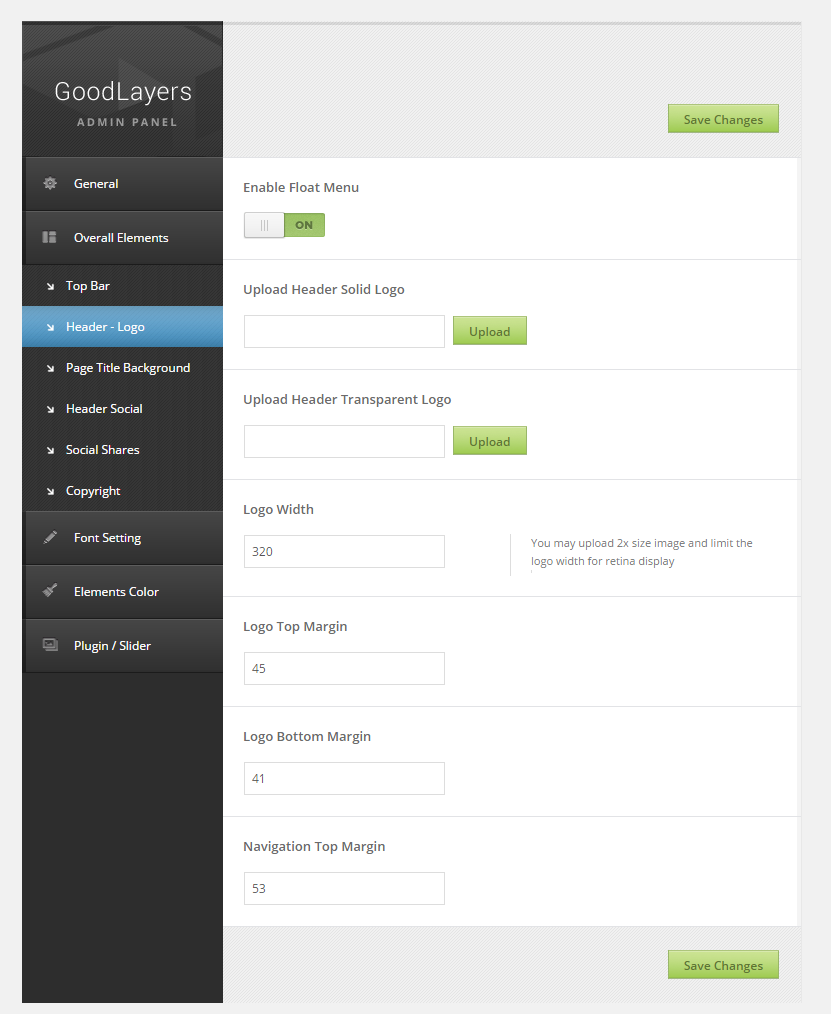 GoodLayers
ADMIN PANEL
Save Changes
General
Overall Elements
Top Bar
Header - Logo
Page Title Background
Header Social
Social Shares
Copyright
Font Setting
Elements Color
Plugin / Slider
Enable Float Menu
ON
Upload Header Solid Logo
Upload
Upload Header Transparent Logo
Upload
Logo Width
320
You may upload 2x size image and limit the
logo width for retina display
Logo Top Margin
45
Logo Bottom Margin
41
Navigation Top Margin
53
Save Changes